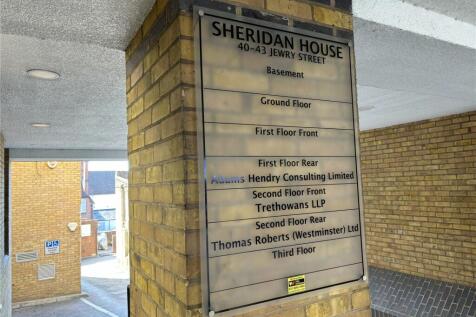 SHERIDAN HOUSE
40-43 JEWRY STREET
Basement
Ground Floor
First Floor Front
First Floor Rear
Adams Hendry Consulting Limited
Second Floor Front
Trethowans LLP
Second Floor Rear
Thomas Roberts (Westminster) Ltd
Third Floor